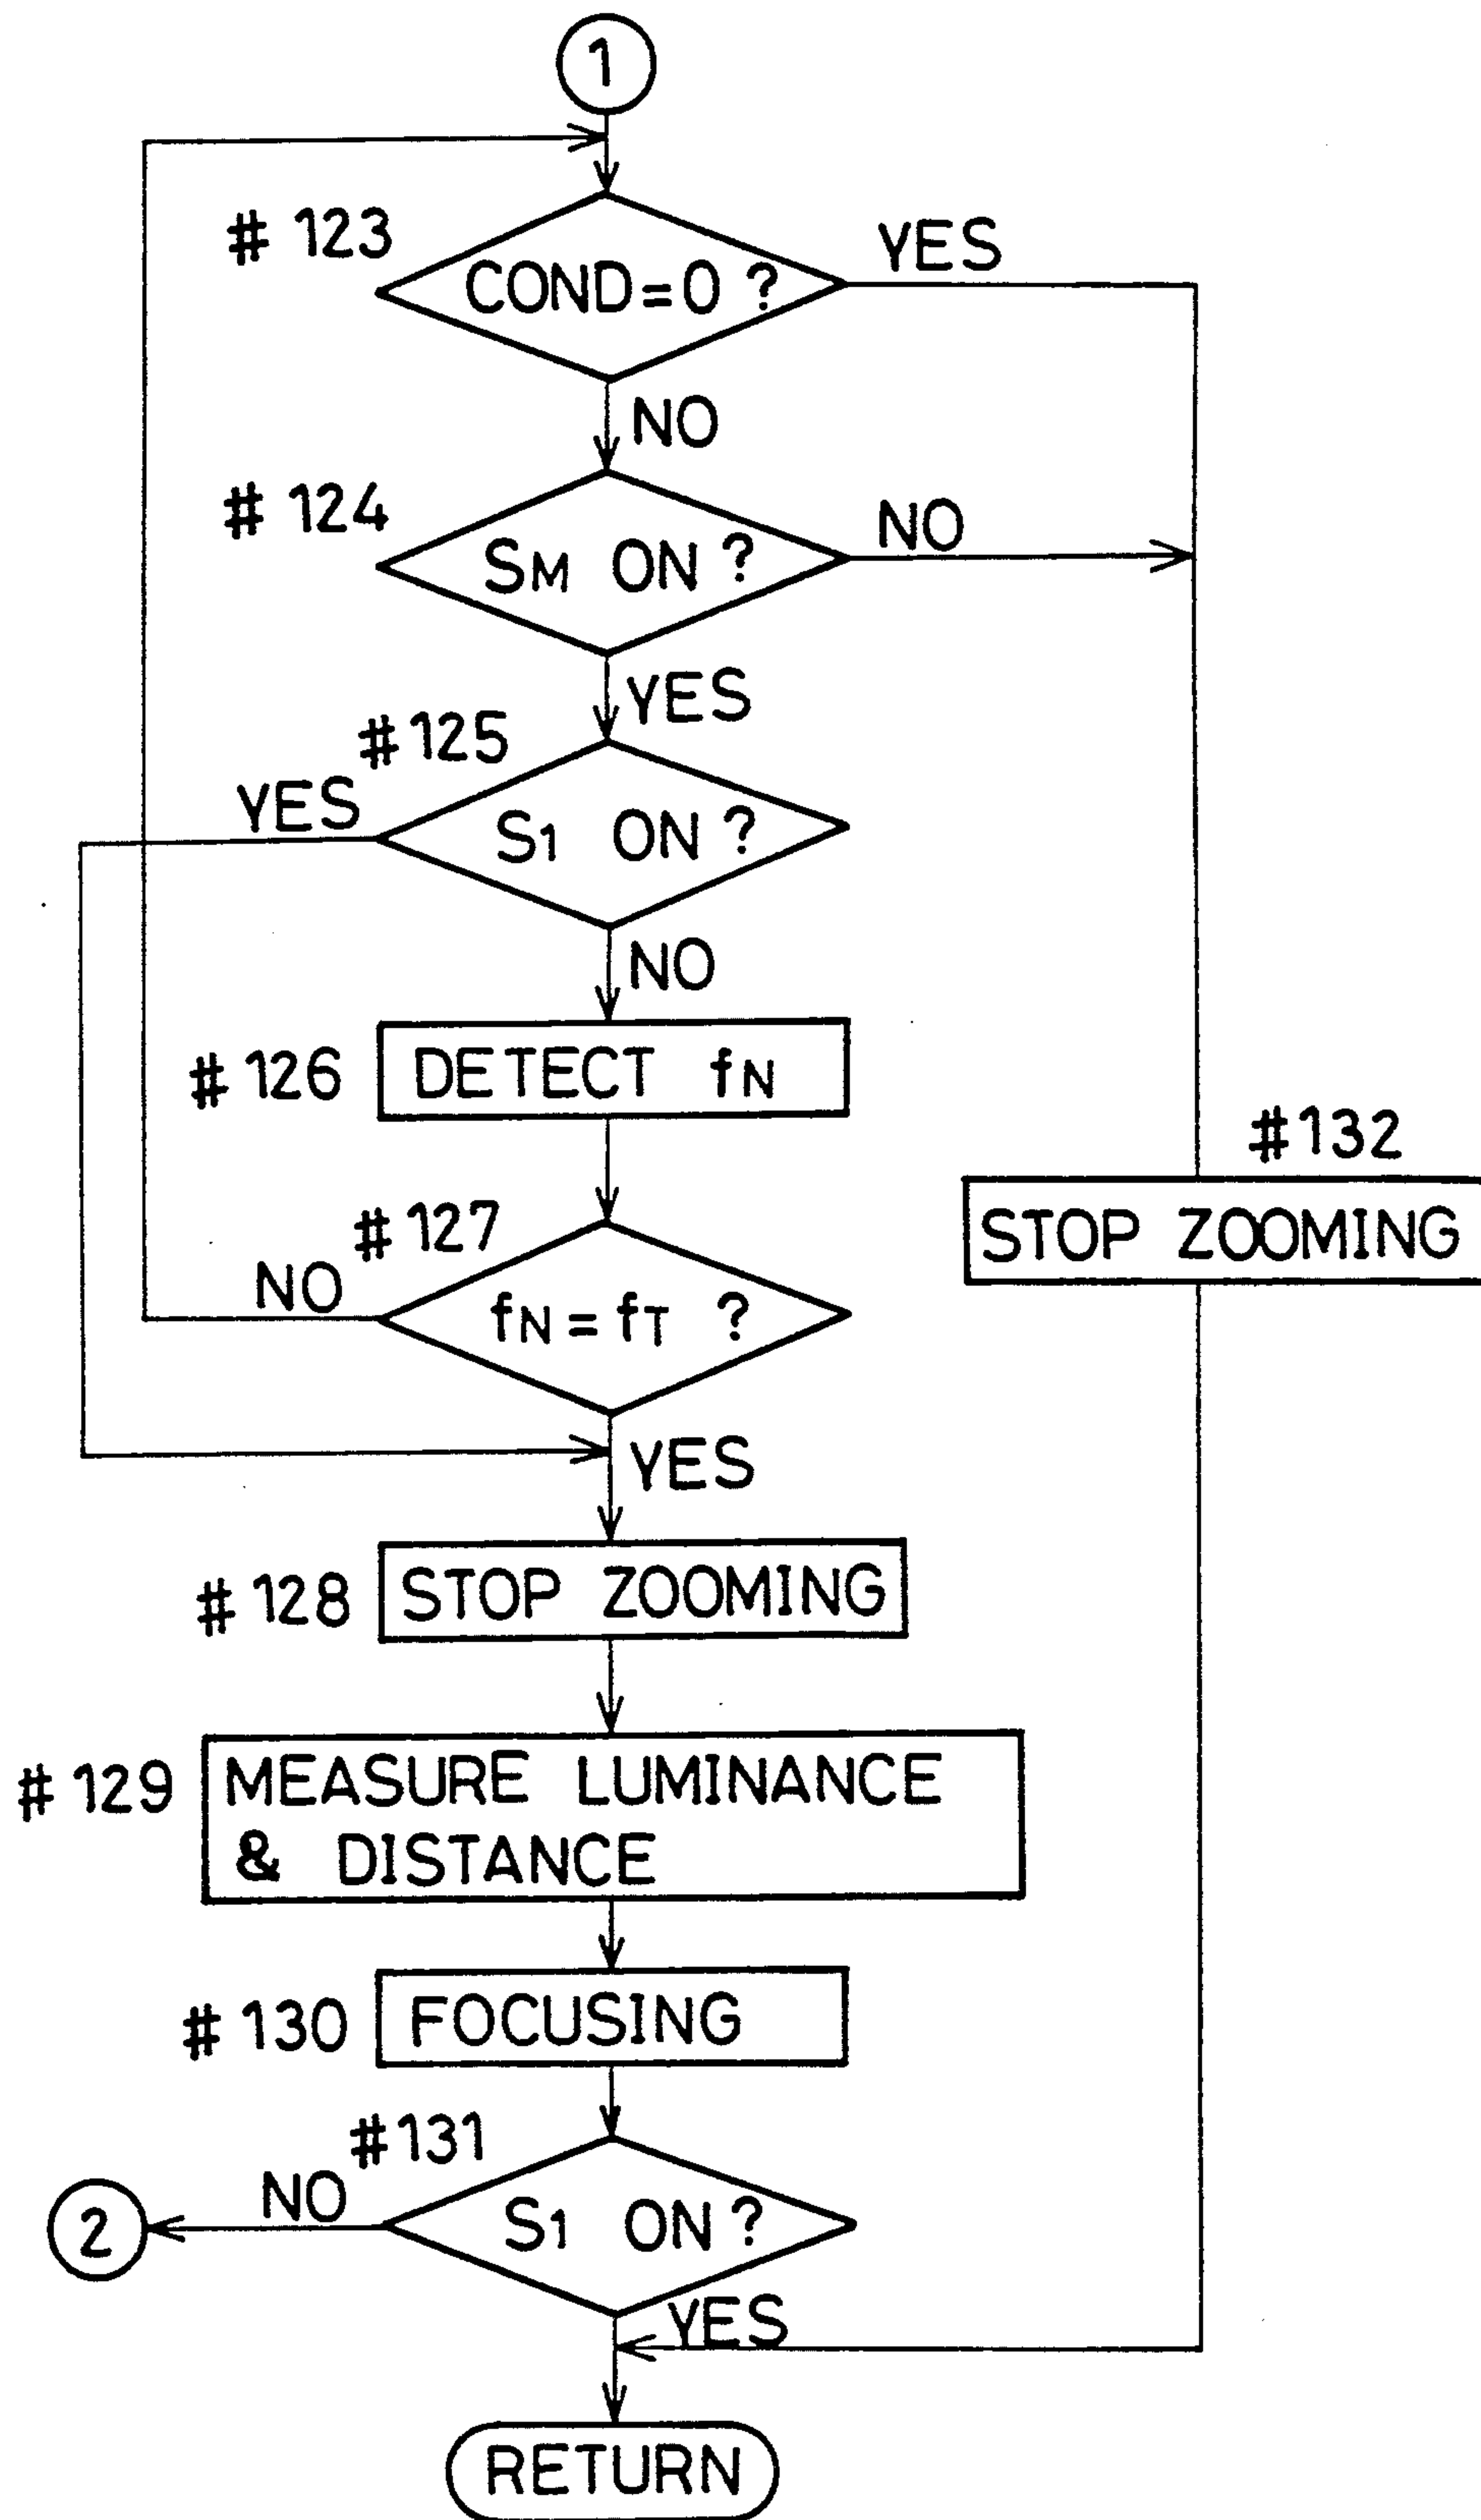 1
# 123
COND=0 ?
YES
NO
# 124
SM ON ?
NO
YES
#125
YES
S1 ON ?
NO
# 126
DETECT fN
#132
STOP ZOOMING
#127
NO
fN=fT ?
YES
# 128
STOP ZOOMING
# 129
MEASURE LUMINANCE
& DISTANCE
# 130
FOCUSING
#131
NO
2
S1 ON ?
YES
RETURN